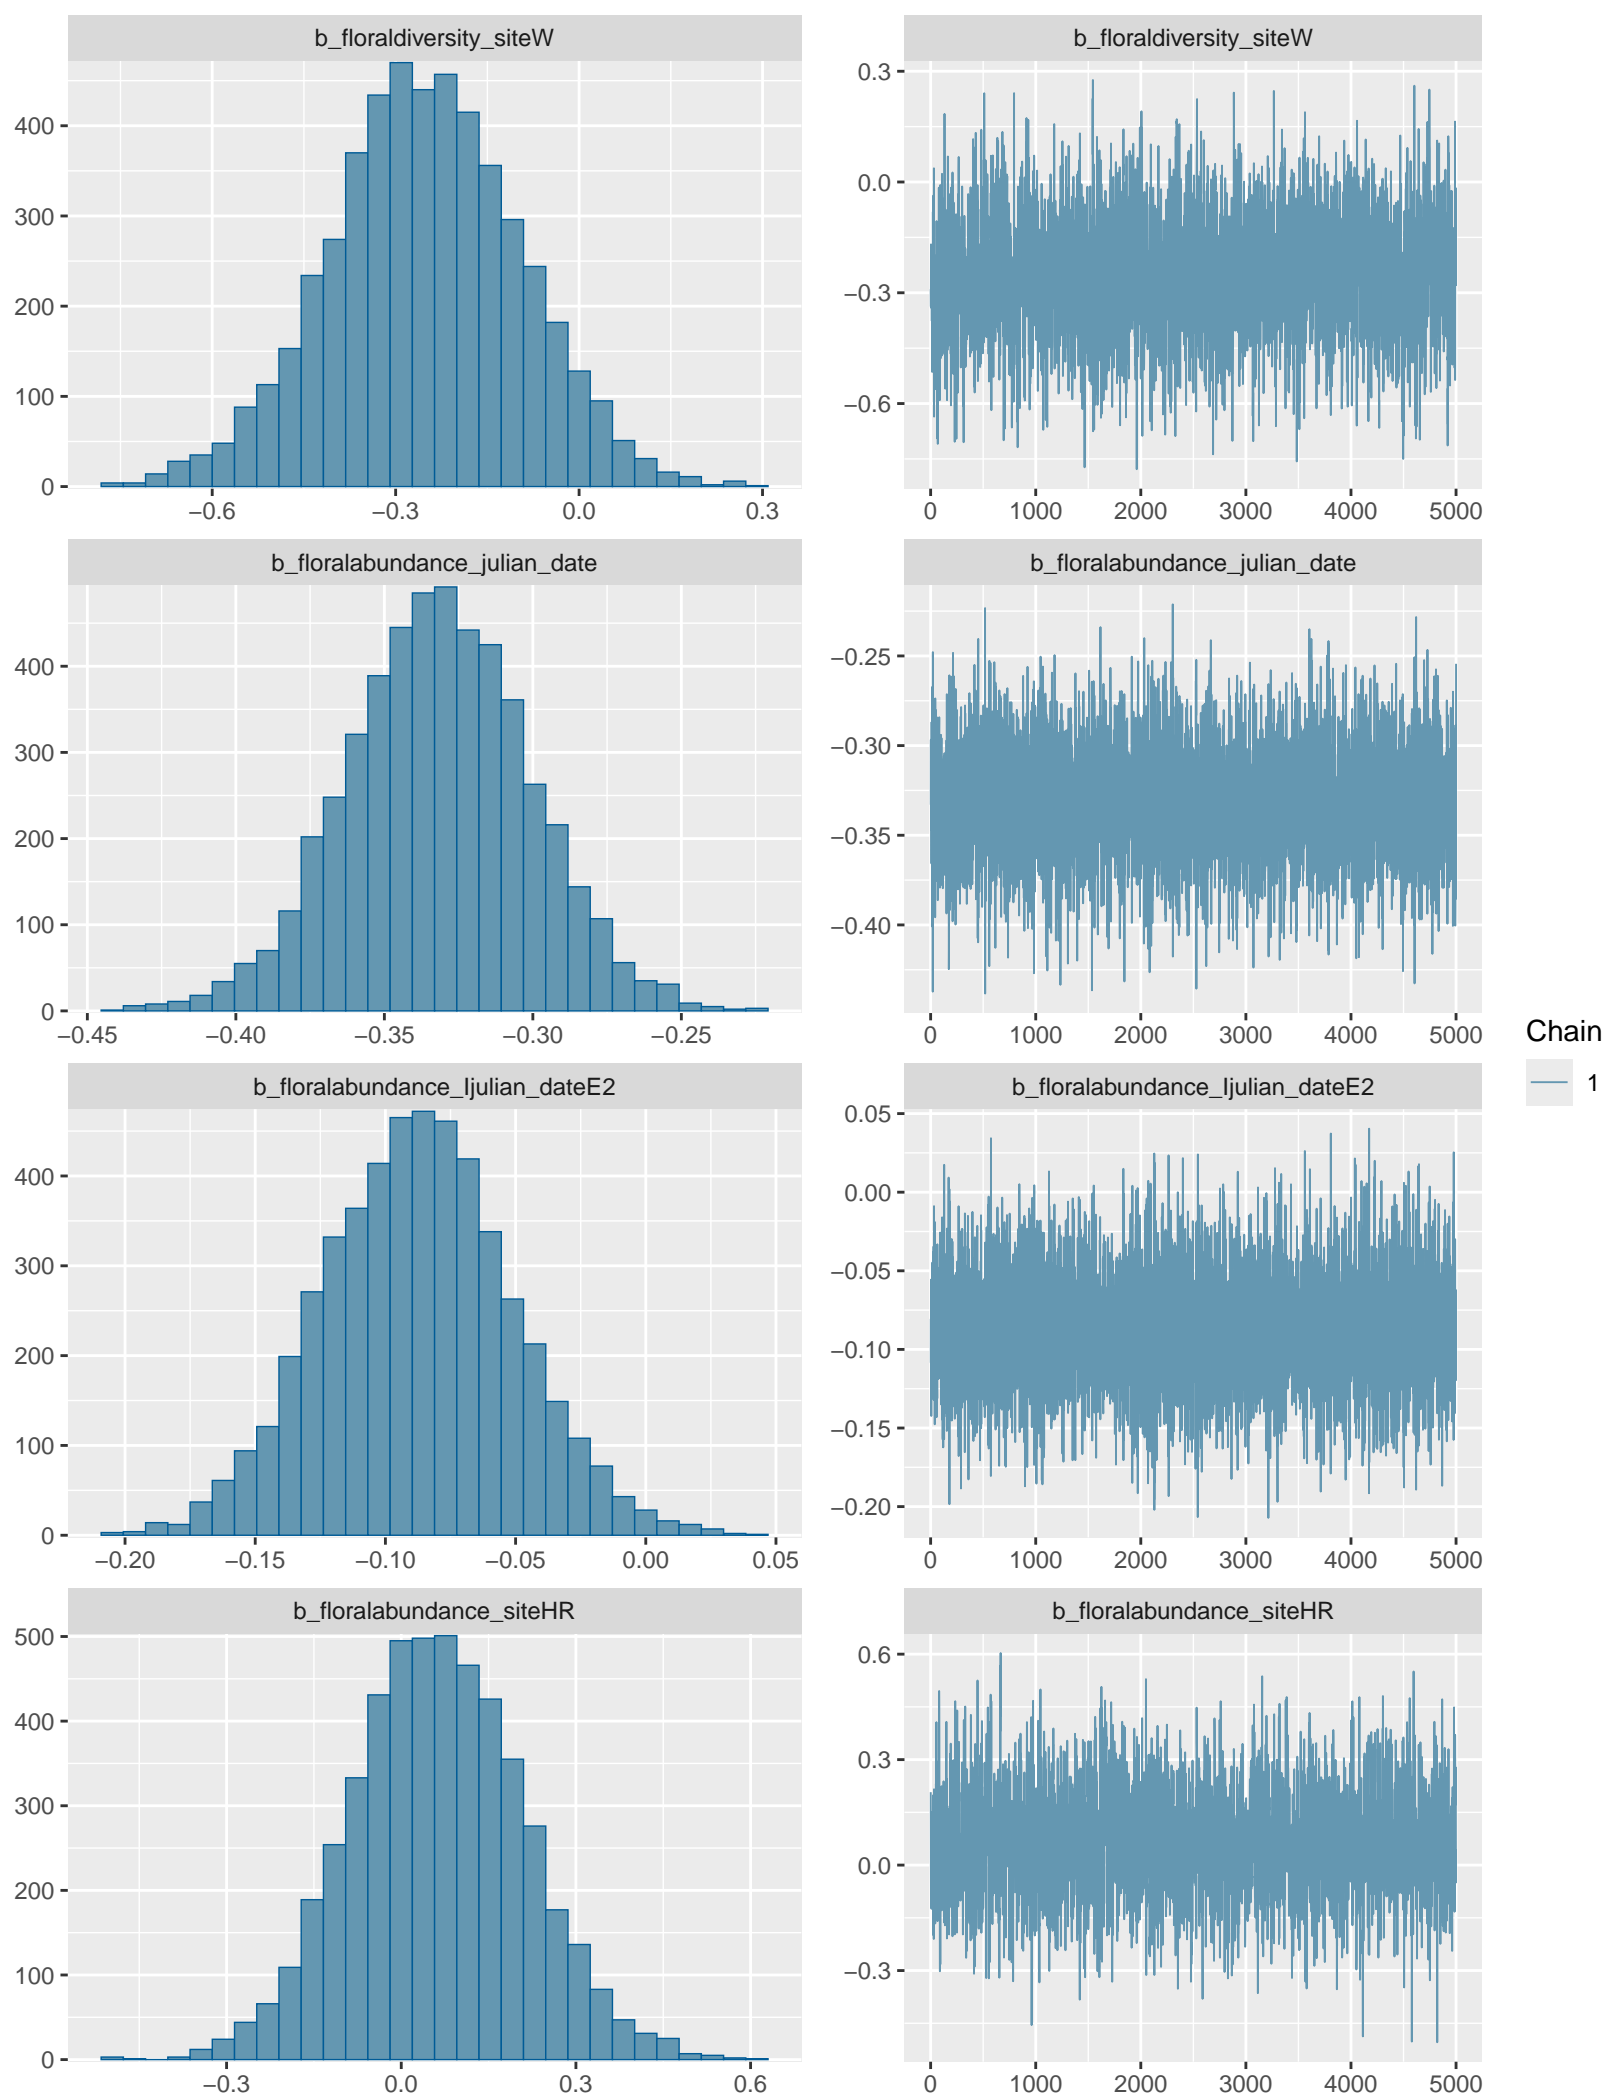 b_floraldiversity_siteW
400
300
200
100
0
−0.6 −0.3 0.0 0.3
b_floraldiversity_siteW
0.3
0.0
−0.3
−0.6
0 1000 2000 3000 4000 5000
b_floralabundance_julian_date
400
300
200
100
0
−0.45 −0.40 −0.35 −0.30 −0.25
b_floralabundance_julian_date
−0.25
−0.30
−0.35
−0.40
0 1000 2000 3000 4000 5000
b_floralabundance_Ijulian_dateE2
400
300
200
100
0
−0.20 −0.15 −0.10 −0.05 0.00 0.05
b_floralabundance_Ijulian_dateE2
0.05
0.00
−0.05
−0.10
−0.15
−0.20
0 1000 2000 3000 4000 5000
b_floralabundance_siteHR
500
400
300
200
100
0
−0.3 0.0 0.3 0.6
b_floralabundance_siteHR
0.6
0.3
0.0
−0.3
0 1000 2000 3000 4000 5000
Chain
1